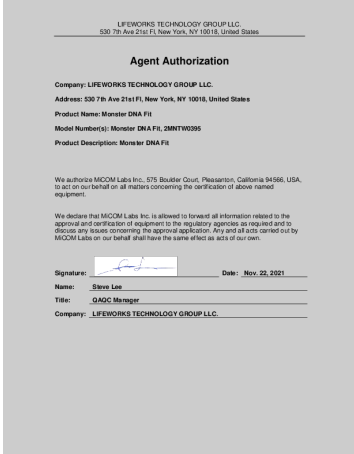 LIFEWORKS TECHNOLOGY GROUP LLC.
530 7th Ave 21st Fl, New York, NY 10018, United States
Agent Authorization
Company: LIFEWORKS TECHNOLOGY GROUP LLC.
Address: 530 7th Ave 21st Fl, New York, NY 10018, United States
Product Name: Monster DNA Fit
Model Number(s): Monster DNA Fit, 2MNTW0395
Product Description: Monster DNA Fit
We authorize MiCOM Labs Inc., 575 Boulder Court, Pleasanton, California 94566, USA,
to act on our behalf on all matters concerning the certification of above named
equipment.
We declare that MiCOM Labs Inc. is allowed to forward all information related to the
approval and certification of equipment to the regulatory agencies as required and to
discuss any issues concerning the approval application. Any and all acts carried out by
MiCOM Labs on our behalf shall have the same effect as acts of our own.
Signature: Date: Nov. 22, 2021
Name: Steve Lee
Title: QAQC Manager
Company: LIFEWORKS TECHNOLOGY GROUP LLC.